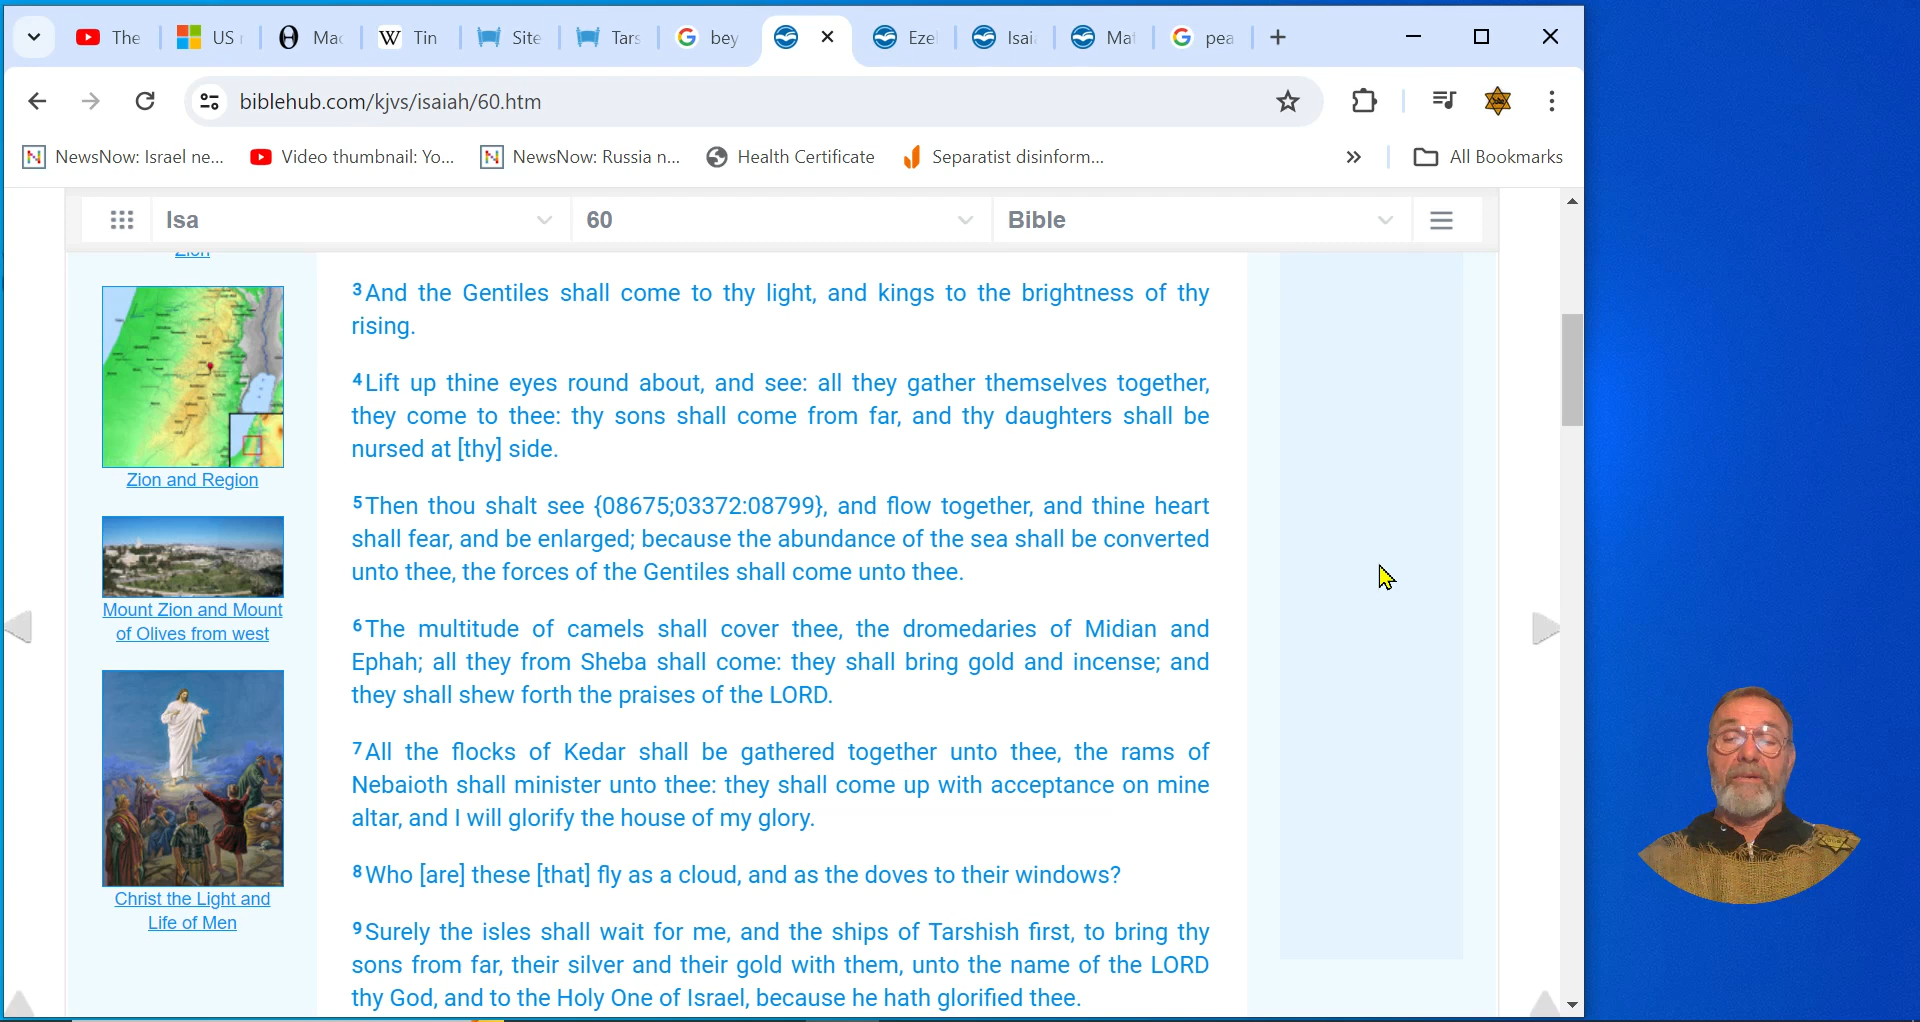 The
US
Mac
W Tin
Site
Tars
bey
Eze
Isai
Mat
pea
biblehub.com/kjvs/isaiah/60.htm
NewsNow: Israel ne...
Video thumbnail: Yo...
NewsNow: Russia n...
Health Certificate
Separatist disinform...
All Bookmarks
Isa
60
Bible
Zion
Zion and Region
Mount Zion and Mount
of Olives from west
Christ the Light and
Life of Men
3And the Gentiles shall come to thy light, and kings to the brightness of thy
rising.
4Lift up thine eyes round about, and see: all they gather themselves together,
they come to thee: thy sons shall come from far, and thy daughters shall be
nursed at [thy] side.
5Then thou shalt see {08675;03372:08799}, and flow together, and thine heart
shall fear, and be enlarged; because the abundance of the sea shall be converted
unto thee, the forces of the Gentiles shall come unto thee.
6The multitude of camels shall cover thee, the dromedaries of Midian and
Ephah; all they from Sheba shall come: they shall bring gold and incense; and
they shall shew forth the praises of the LORD.
7All the flocks of Kedar shall be gathered together unto thee, the rams of
Nebaioth shall minister unto thee: they shall come up with acceptance on mine
altar, and I will glorify the house of my glory.
8Who [are] these [that] fly as a cloud, and as the doves to their windows?
9Surely the isles shall wait for me, and the ships of Tarshish first, to bring thy
sons from far, their silver and their gold with them, unto the name of the LORD
thy God, and to the Holy One of Israel, because he hath glorified thee.